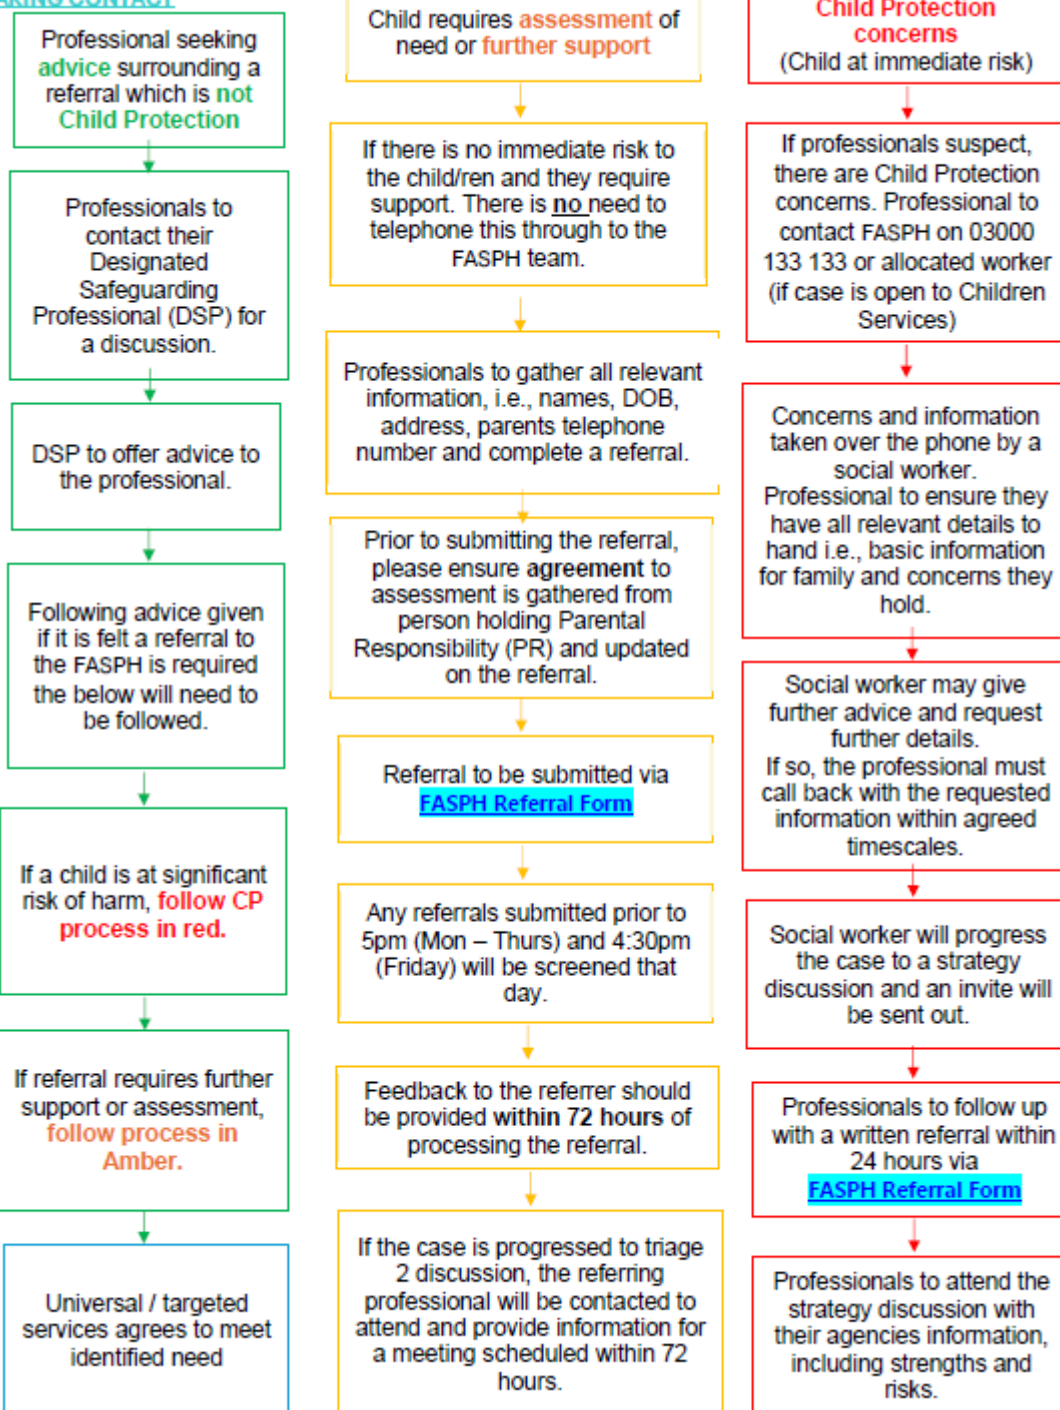 AKING CONTACT
Professional seeking
advice surrounding a
referral which is not
Child Protection
Professionals to
contact their
Designated
Safeguarding
Professional (DSP) for
a discussion.
DSP to offer advice to
the professional.
Following advice given
if it is felt a referral to
the FASPH is required
the below will need to
be followed.
If a child is at significant
risk of harm, follow CP
process in red.
If referral requires further
support or assessment,
follow process in
Amber.
Universal / targeted
services agrees to meet
identified need
Child requires assessment of
need or further support
If there is no immediate risk to
the child/ren and they require
support. There is no need to
telephone this through to the
FASPH team.
Professionals to gather all relevant
information, i.e., names, DOB,
address, parents telephone
number and complete a referral.
Prior to submitting the referral,
please ensure agreement to
assessment is gathered from
person holding Parental
Responsibility (PR) and updated
on the referral.
Referral to be submitted via
FASPH Referral Form
Any referrals submitted prior to
5pm (Mon – Thurs) and 4:30pm
(Friday) will be screened that
day.
Feedback to the referrer should
be provided within 72 hours of
processing the referral.
If the case is progressed to triage
2 discussion, the referring
professional will be contacted to
attend and provide information for
a meeting scheduled within 72
hours.
Child Protection
concerns
(Child at immediate risk)
If professionals suspect,
there are Child Protection
concerns. Professional to
contact FASPH on 03000
133 133 or allocated worker
(if case is open to Children
Services)
Concerns and information
taken over the phone by a
social worker.
Professional to ensure they
have all relevant details to
hand i.e., basic information
for family and concerns they
hold.
Social worker may give
further advice and request
further details.
If so, the professional must
call back with the requested
information within agreed
timescales.
Social worker will progress
the case to a strategy
discussion and an invite will
be sent out.
Professionals to follow up
with a written referral within
24 hours via
FASPH Referral Form
Professionals to attend the
strategy discussion with
their agencies information,
including strengths and
risks.